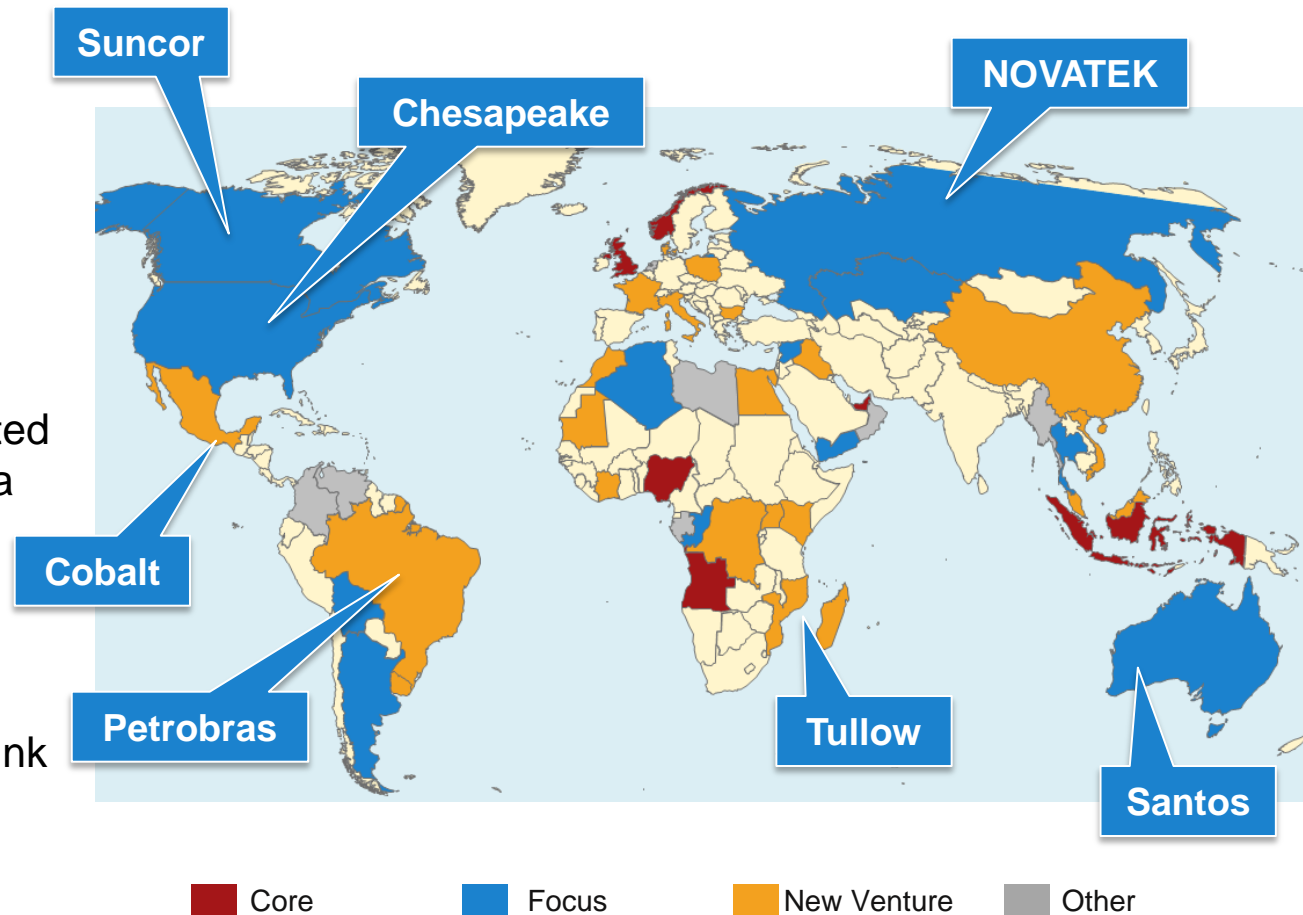 Suncor
NOVATEK
Chesapeake
a
Cobalt
Petrobras
Tullow
Santos
Core
Focus
New Venture
Other